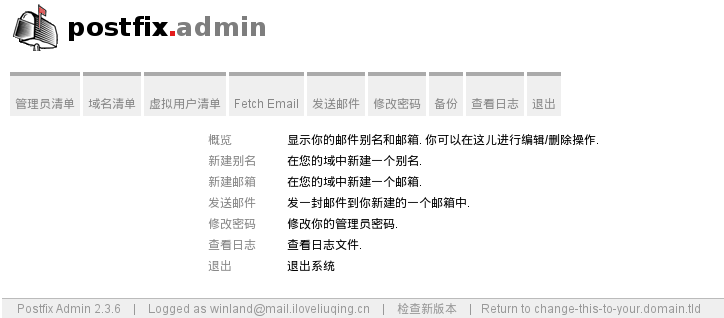 postfix.admin
管理员清单 域名清单 虚拟用户清单 Fetch Email 发送邮件 修改密码 备份 查看日志 退出
概览 显示你的邮件别名和邮箱. 你可以在这儿进行编辑/删除操作.
新建别名 在您的域中新建一个别名.
新建邮箱 在您的域中新建一个邮箱.
发送邮件 发一封邮件到你新建的一个邮箱中.
修改密码 修改你的管理员密码.
查看日志 查看日志文件.
退出 退出系统
Postfix Admin 2.3.6 | Logged as winland@mail.iloveliuqing.cn | 检查新版本 | Return to change-this-to-your.domain.tld